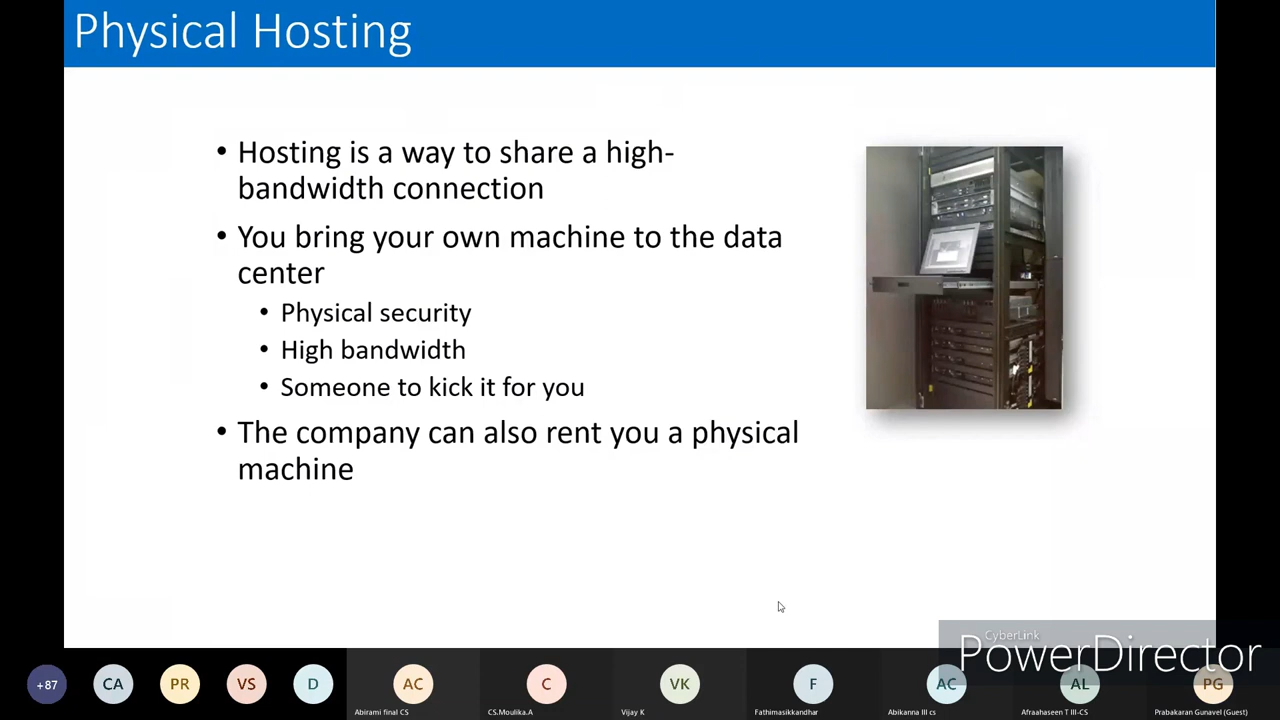 Physical Hosting
• Hosting is a way to share a high-
bandwidth connection
• You bring your own machine to the data
center
• Physical security
• High bandwidth
• Someone to kick it for you
• The company can also rent you a physical
machine
CyberLink
PowerDirector
+87 CA PR VS D AC C VK F AC AL PG
Abirami final CS CS.Moulika.A Vijay K Fathimasikkandhar Abikanna III cs Afraahaseen T III-CS Prabakaran Gunavel (Guest)